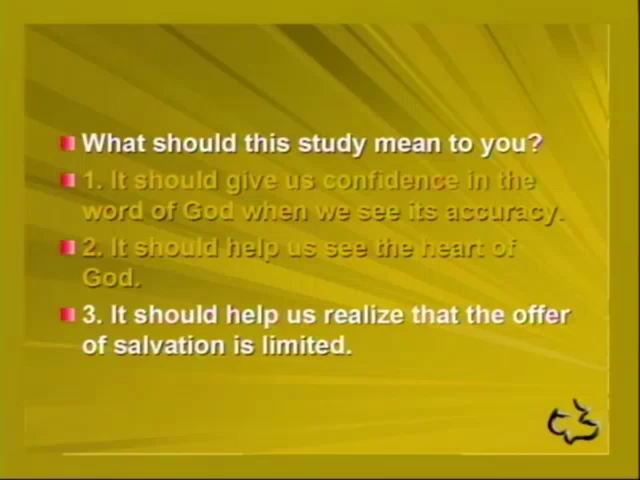 What should this study mean to you?
1. It should give us confidence in the
word of God when we see its accuracy.
2. It should help us see the heart of
God.
3. It should help us realize that the offer
of salvation is limited.